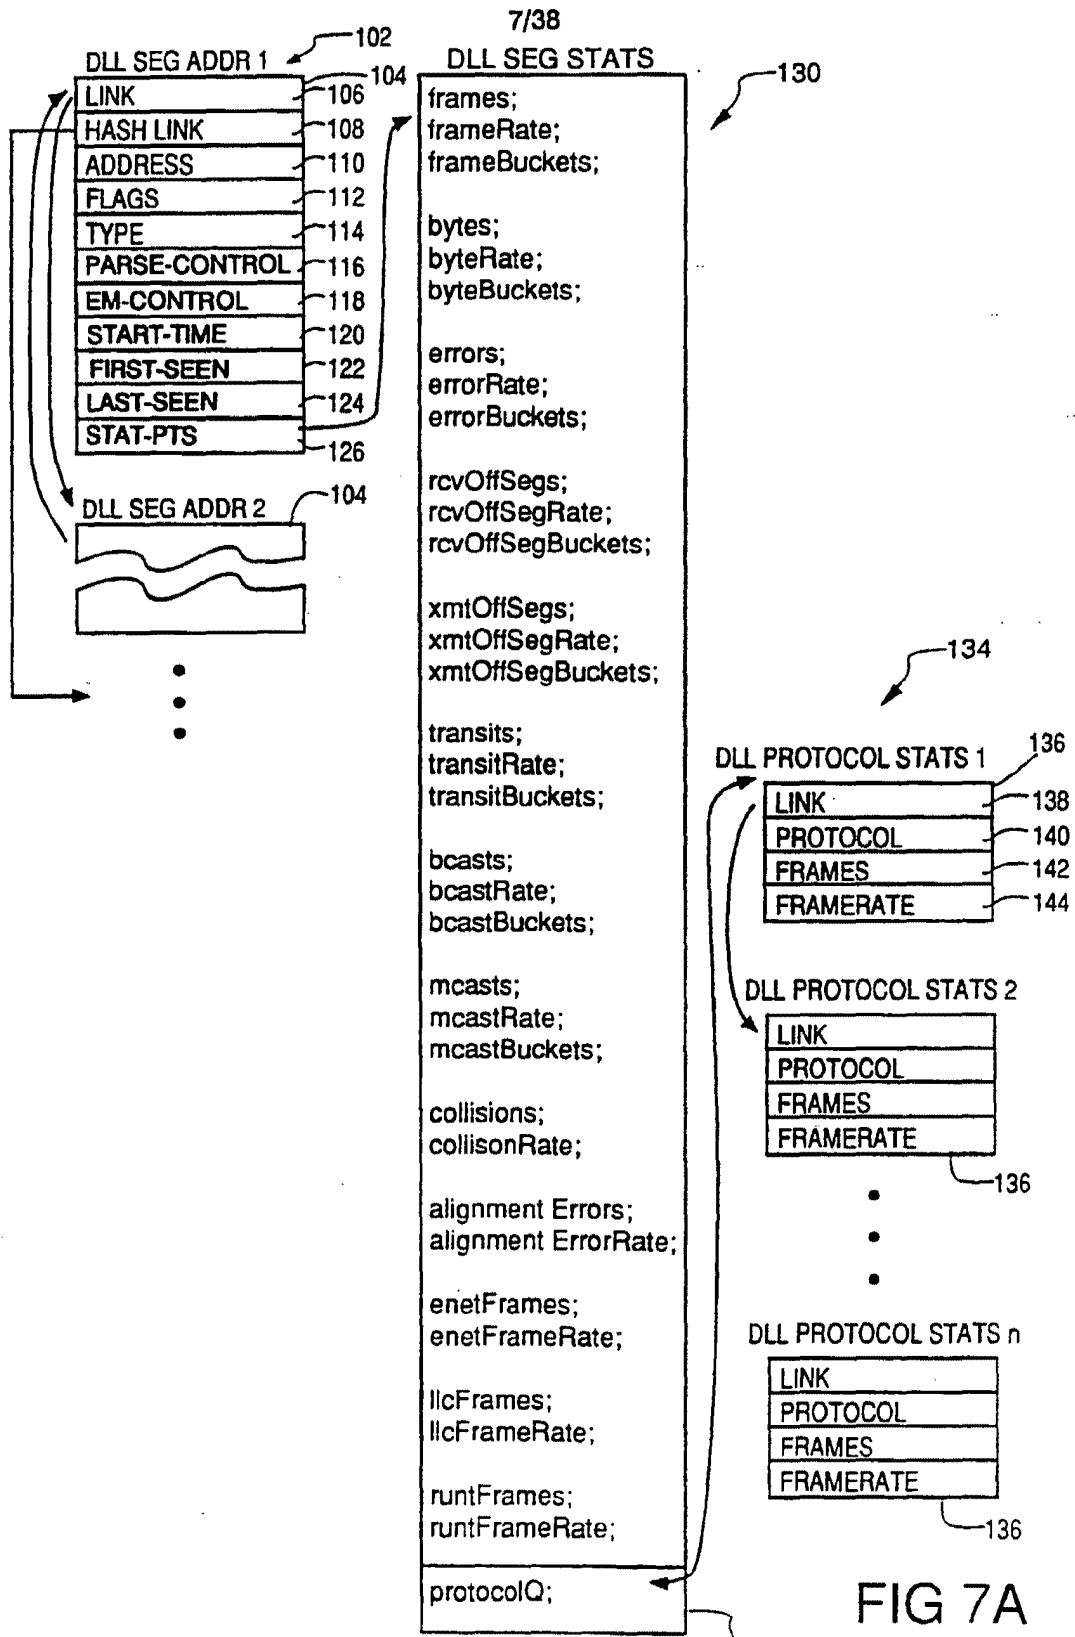 7/38
DLL SEG ADDR 1
102
104
LINK 106
HASH LINK 108
ADDRESS 110
FLAGS 112
TYPE 114
PARSE-CONTROL 116
EM-CONTROL 118
START-TIME 120
FIRST-SEEN 122
LAST-SEEN 124
STAT-PTS 126
DLL SEG ADDR 2
104
DLL SEG STATS
130
frames;
frameRate;
frameBuckets;
bytes;
byteRate;
byteBuckets;
errors;
errorRate;
errorBuckets;
rcvOffSegs;
rcvOffSegRate;
rcvOffSegBuckets;
xmtOffSegs;
xmtOffSegRate;
xmtOffSegBuckets;
transits;
transitRate;
transitBuckets;
bcasts;
bcastRate;
bcastBuckets;
mcasts;
mcastRate;
mcastBuckets;
collisions;
collisonRate;
alignment Errors;
alignment ErrorRate;
enetFrames;
enetFrameRate;
llcFrames;
llcFrameRate;
runtFrames;
runtFrameRate;
protocolQ;
134
DLL PROTOCOL STATS 1
136
LINK 138
PROTOCOL 140
FRAMES 142
FRAMERATE 144
DLL PROTOCOL STATS 2
LINK
PROTOCOL
FRAMES
FRAMERATE
136
DLL PROTOCOL STATS n
LINK
PROTOCOL
FRAMES
FRAMERATE
136
FIG 7A